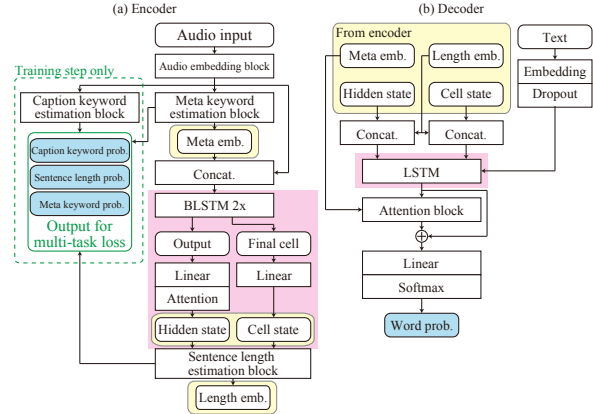 (a) Encoder
Audio input
Audio embedding block
Training step only
Caption keyword
estimation block
Meta keyword
estimation block
Caption keyword prob.
Sentence length prob.
Meta keyword prob.
Output for
multi-task loss
Meta emb.
Concat.
BLSTM 2x
Output
Final cell
Linear
Linear
Attention
Hidden state
Cell state
Sentence length
estimation block
Length emb.
(b) Decoder
From encoder
Meta emb.
Length emb.
Hidden state
Cell state
Text
Embedding
Dropout
Concat.
Concat.
LSTM
Attention block
Linear
Softmax
Word prob.